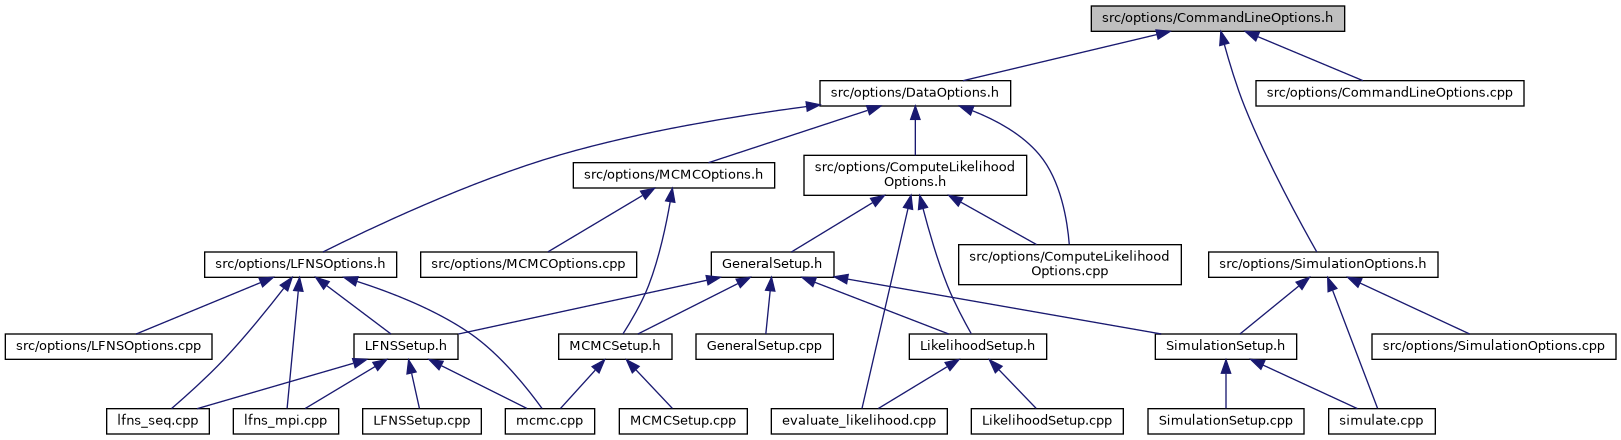 src/options/CommandLineOptions.h
src/options/DataOptions.h
src/options/CommandLineOptions.cpp
src/options/MCMCOptions.h
src/options/ComputeLikelihood
Options.h
src/options/LFNSOptions.h
src/options/MCMCOptions.cpp
GeneralSetup.h
src/options/ComputeLikelihood
Options.cpp
src/options/SimulationOptions.h
src/options/LFNSOptions.cpp
LFNSSetup.h
MCMCSetup.h
GeneralSetup.cpp
LikelihoodSetup.h
SimulationSetup.h
src/options/SimulationOptions.cpp
lfns_seq.cpp
lfns_mpi.cpp
LFNSSetup.cpp
mcmc.cpp
MCMCSetup.cpp
evaluate_likelihood.cpp
LikelihoodSetup.cpp
SimulationSetup.cpp
simulate.cpp